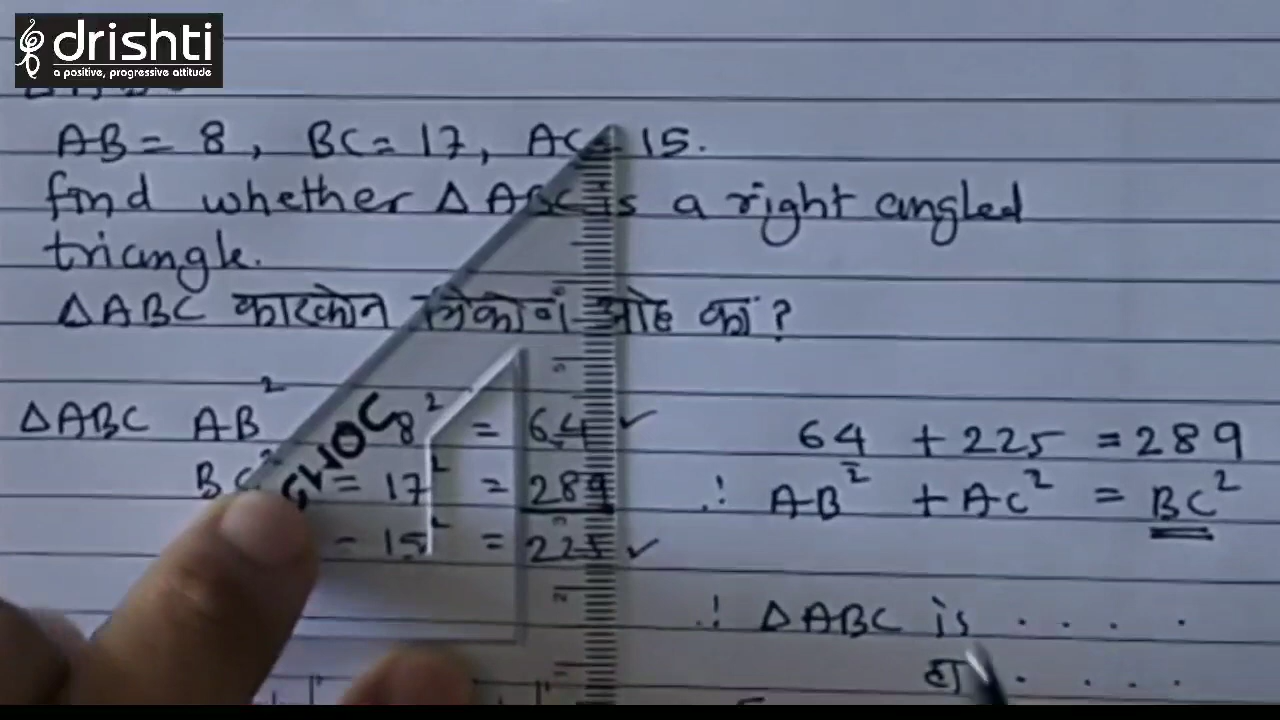 drishti
a positive, progressive attitude
AB = 8, BC = 17, AC = 15.
find whether △ABC is a right angled
triangle.
△ABC काटकोन त्रिकोण आहे का?
△ABC AB² 8² = 64 ✓
BC² = 17² = 289
= 15² = 225 ✓
64 + 225 = 289
∴ AB² + AC² = BC²
∴ △ABC is . . . .
हा . . . .